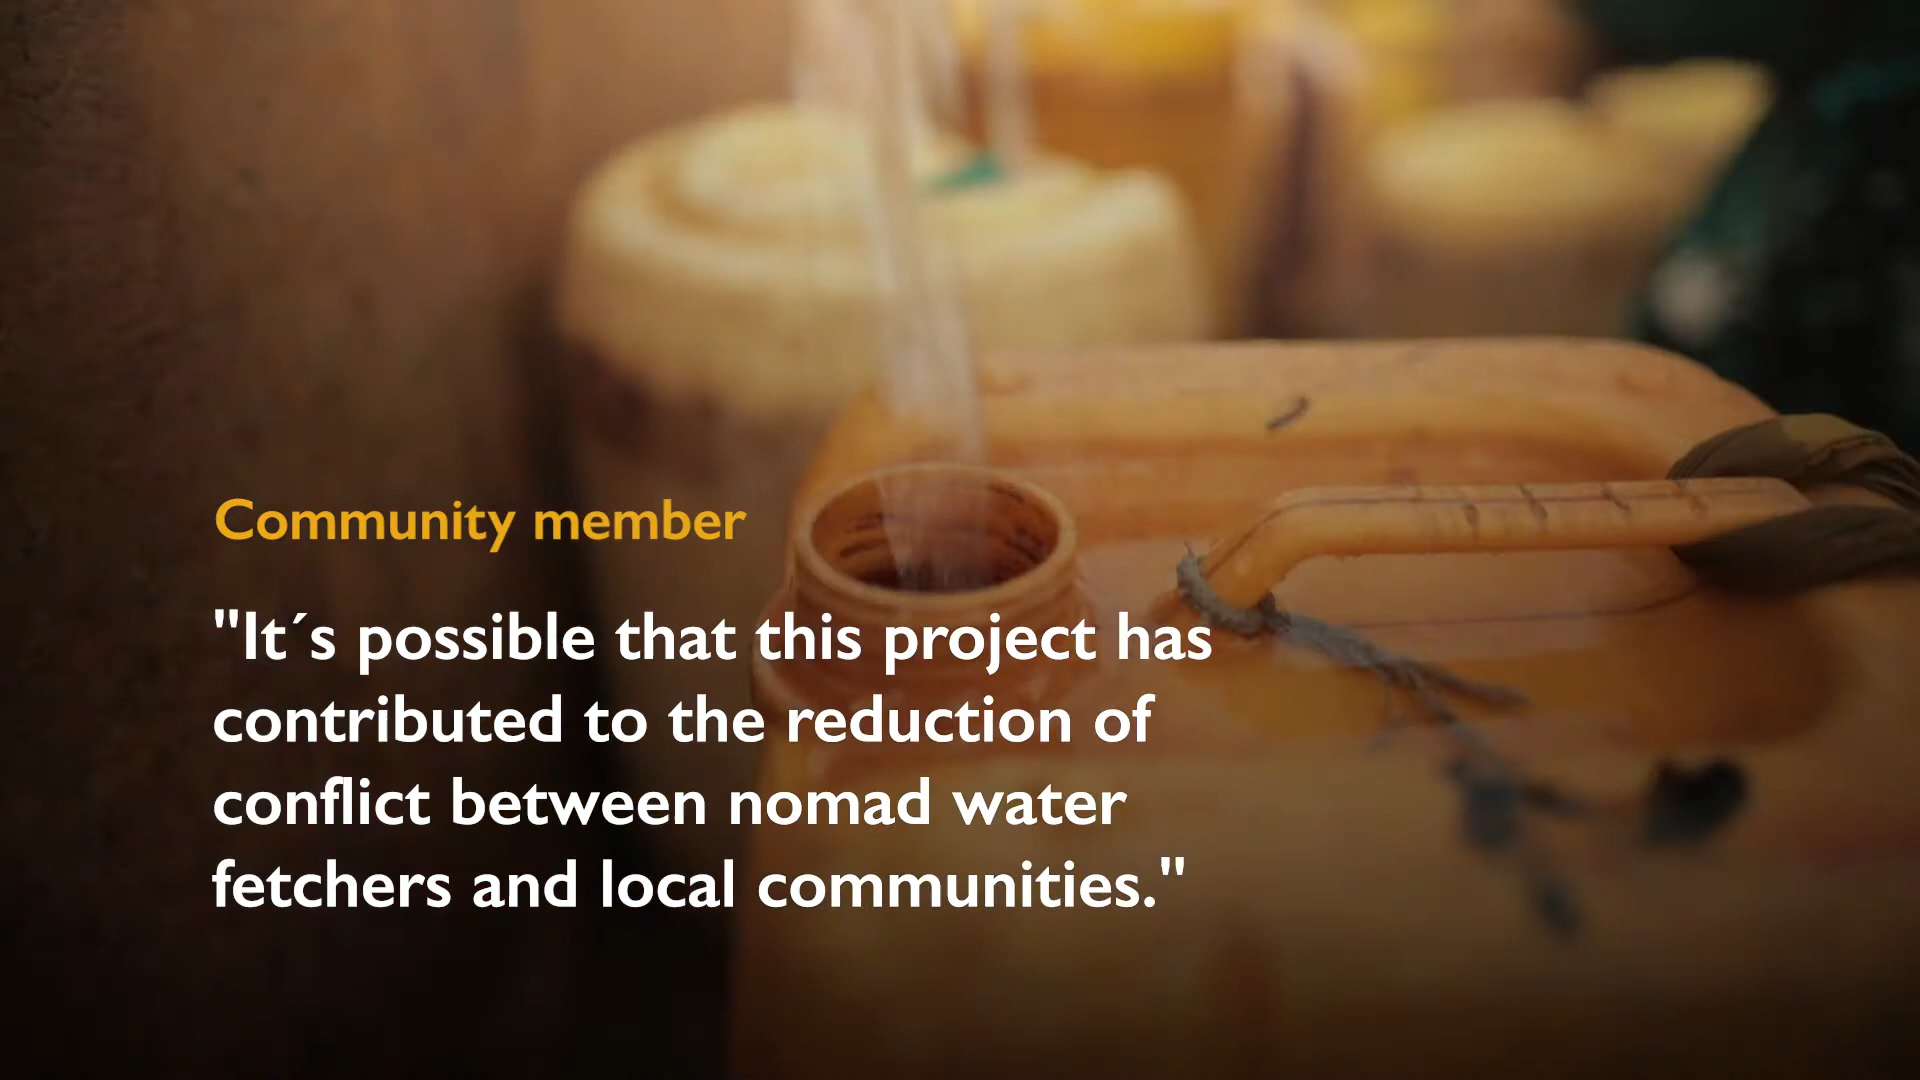 Community member
"It´s possible that this project has
contributed to the reduction of
conflict between nomad water
fetchers and local communities."